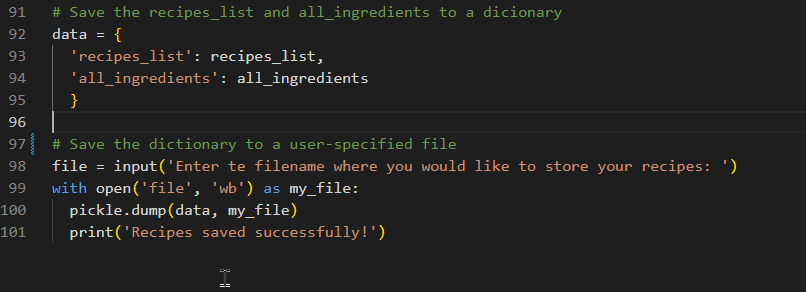 91 # Save the recipes_list and all_ingredients to a dicionary
92 data = {
93   'recipes_list': recipes_list,
94   'all_ingredients': all_ingredients
95   }
96
97 # Save the dictionary to a user-specified file
98 file = input('Enter te filename where you would like to store your recipes: ')
99 with open('file', 'wb') as my_file:
100   pickle.dump(data, my_file)
101   print('Recipes saved successfully!')